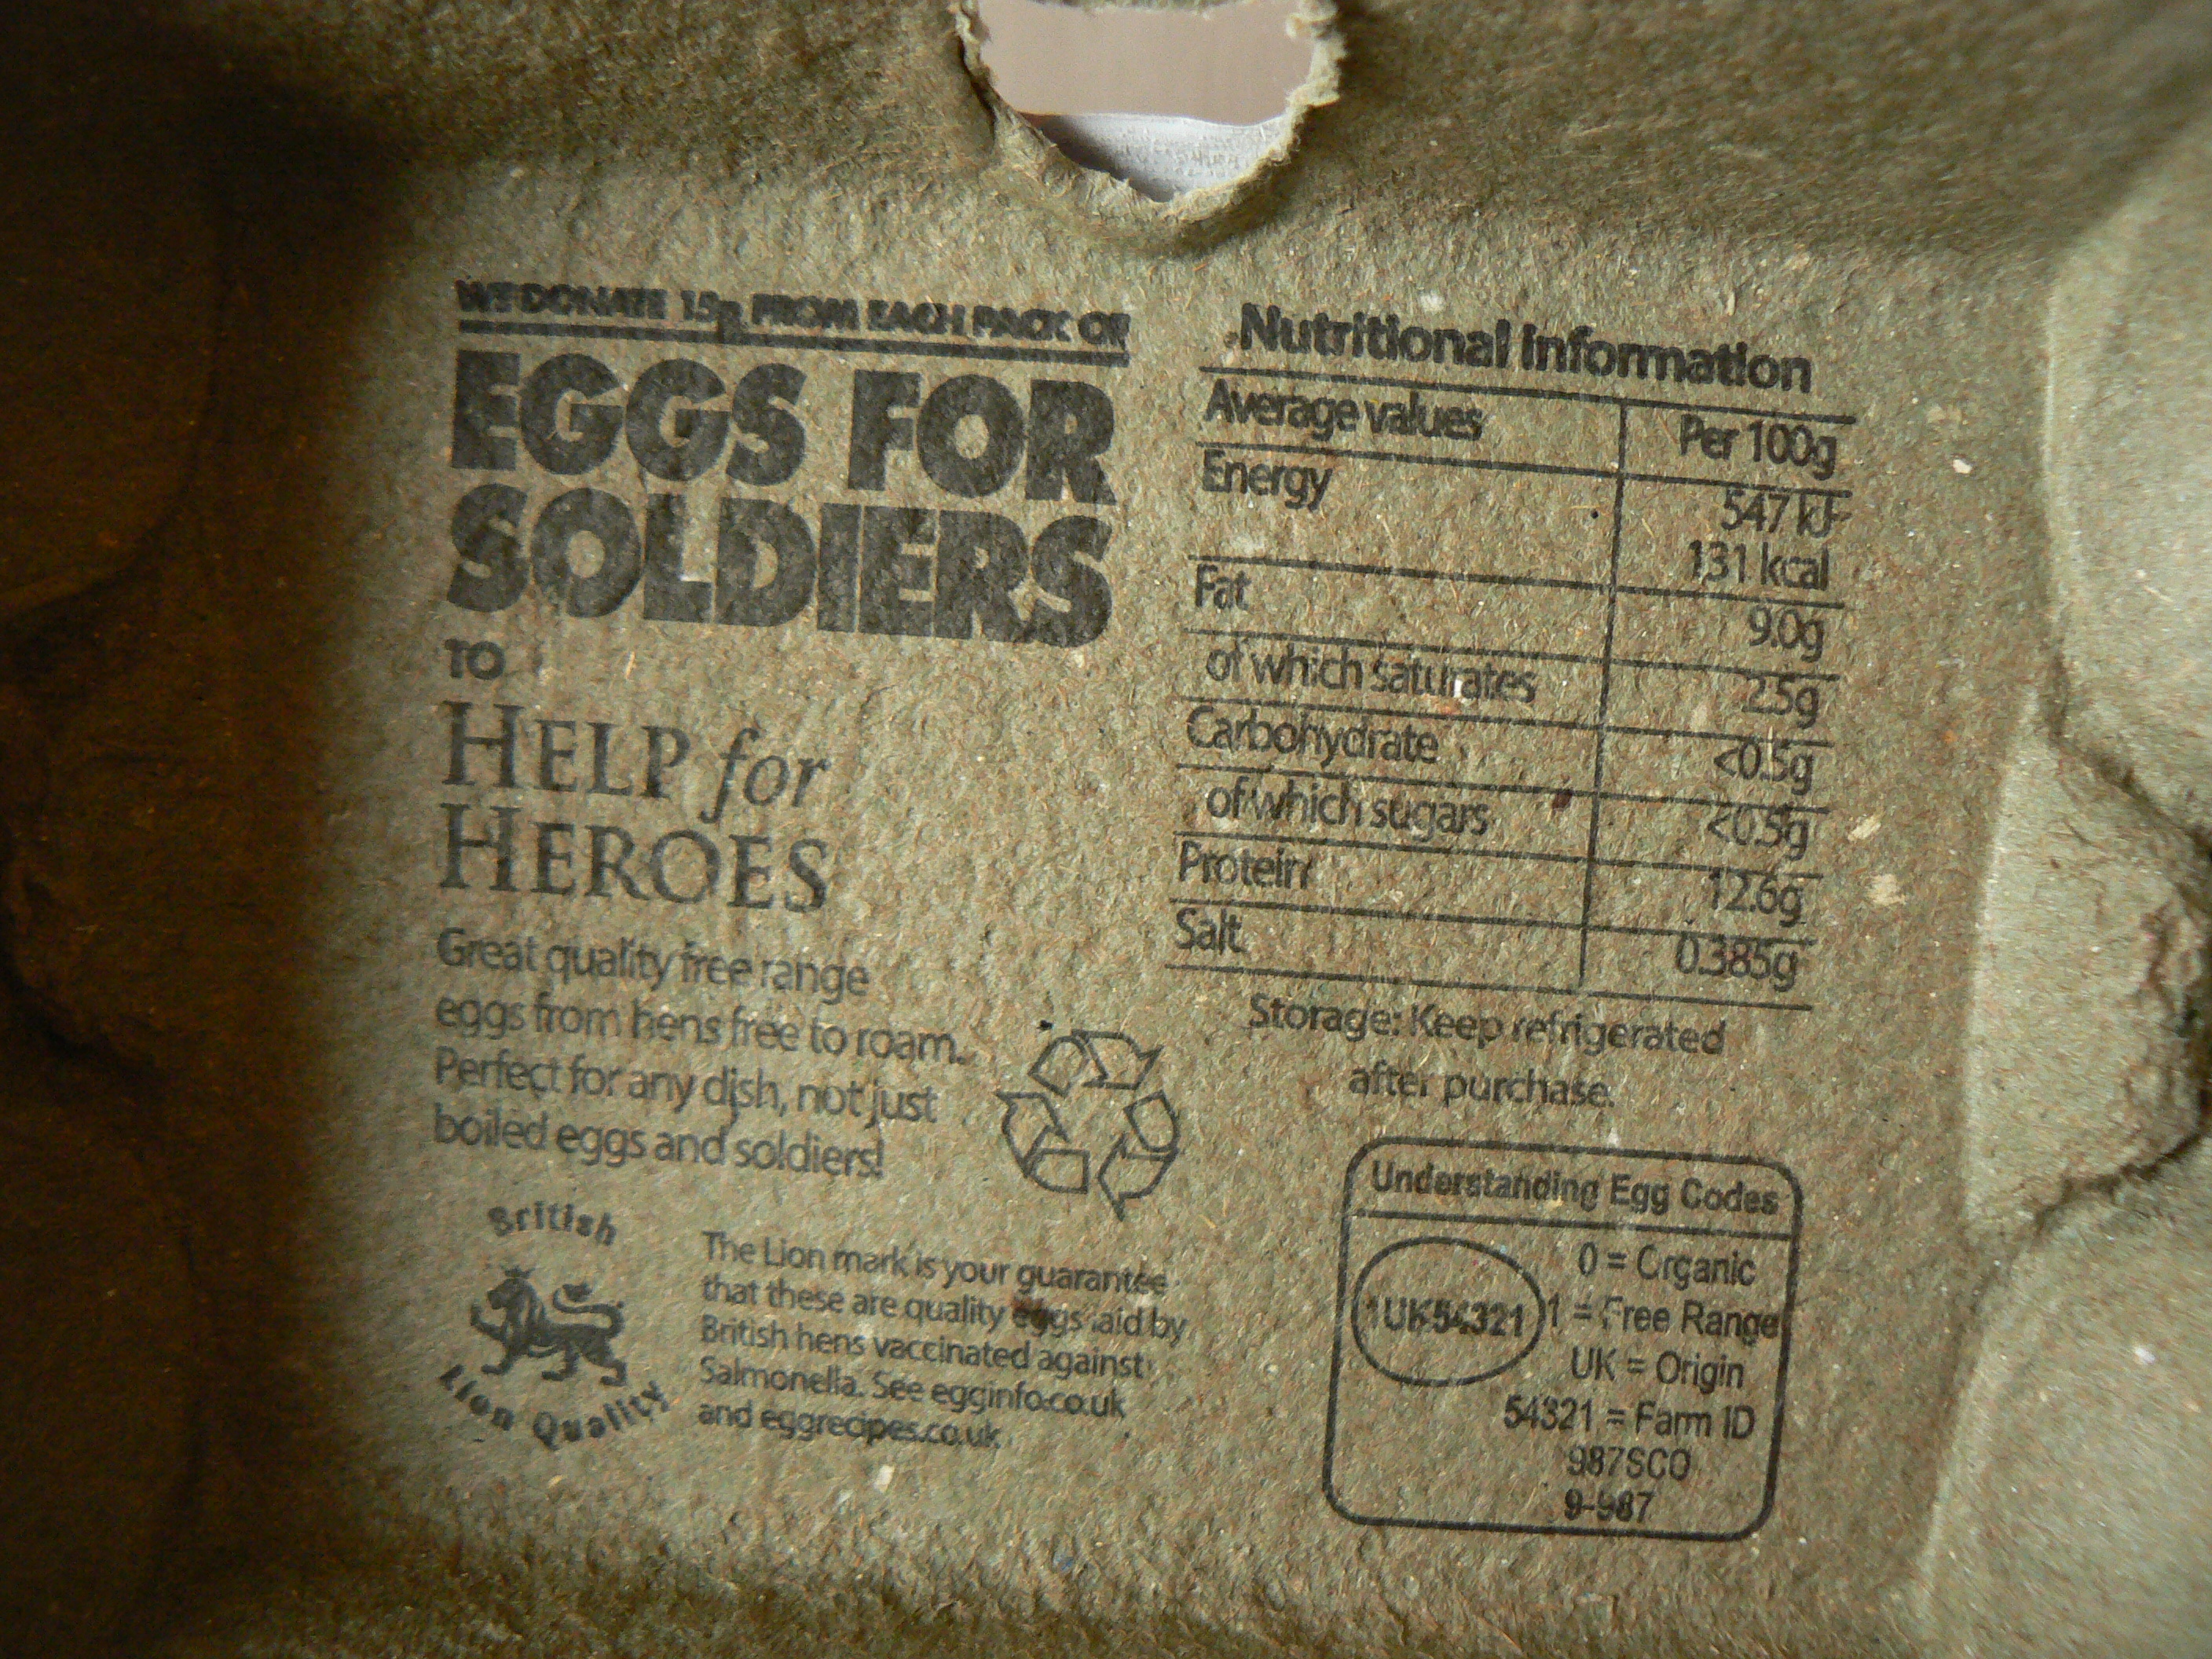 WE DONATE 15p FROM EACH PACK OF
EGGS FOR
SOLDIERS
TO
HELP for
HEROES
Great quality free range
eggs from hens free to roam.
Perfect for any dish, not just
boiled eggs and soldiers!
British
Lion Quality
The Lion mark is your guarantee
that these are quality eggs laid by
British hens vaccinated against
Salmonella. See egginfo.co.uk
and eggrecipes.co.uk
Nutritional Information
Average values Per 100g
Energy 547 kJ
131 kcal
Fat 9.0g
of which saturates 2.5g
Carbohydrate <0.5g
of which sugars <0.5g
Protein 12.6g
Salt 0.385g
Storage: Keep refrigerated
after purchase.
Understanding Egg Codes
0 = Organic
1UK54321 1 = Free Range
UK = Origin
54321 = Farm ID
987SCO
9-987